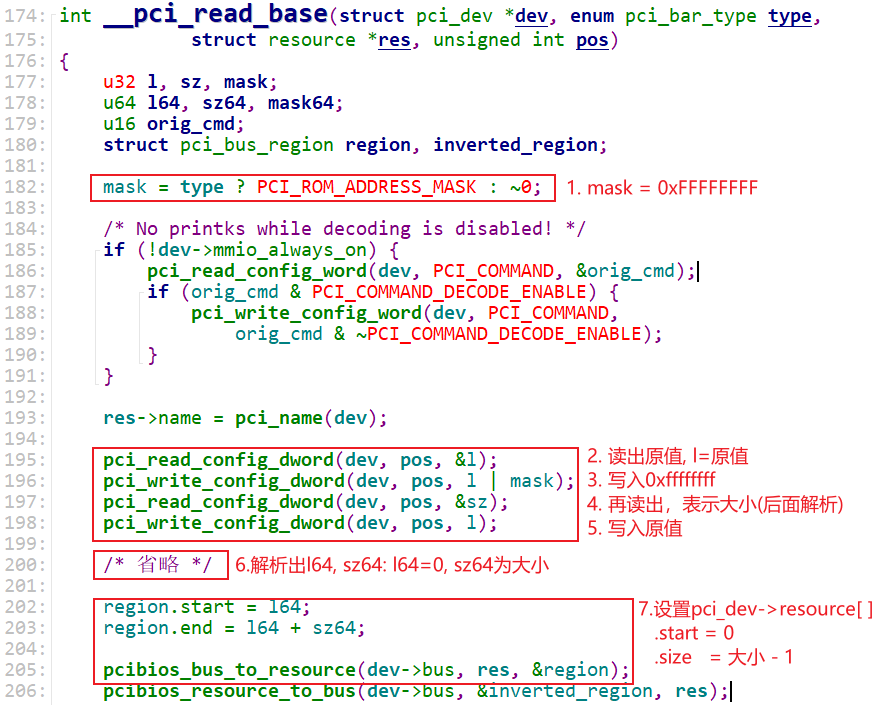 174: int __pci_read_base(struct pci_dev *dev, enum pci_bar_type type,
175: struct resource *res, unsigned int pos)
176: {
177: u32 l, sz, mask;
178: u64 l64, sz64, mask64;
179: u16 orig_cmd;
180: struct pci_bus_region region, inverted_region;
181:
182: mask = type ? PCI_ROM_ADDRESS_MASK : ~0; 1. mask = 0xFFFFFFFF
183:
184: /* No printks while decoding is disabled! */
185: if (!dev->mmio_always_on) {
186: pci_read_config_word(dev, PCI_COMMAND, &orig_cmd);
187: if (orig_cmd & PCI_COMMAND_DECODE_ENABLE) {
188: pci_write_config_word(dev, PCI_COMMAND,
189: orig_cmd & ~PCI_COMMAND_DECODE_ENABLE);
190: }
191: }
192:
193: res->name = pci_name(dev);
194:
195: pci_read_config_dword(dev, pos, &l); 2. 读出原值, l=原值
196: pci_write_config_dword(dev, pos, l | mask); 3. 写入0xffffffff
197: pci_read_config_dword(dev, pos, &sz); 4. 再读出，表示大小(后面解析)
198: pci_write_config_dword(dev, pos, l); 5. 写入原值
199:
200: /* 省略 */ 6.解析出l64, sz64: l64=0, sz64为大小
201:
202: region.start = l64; 7.设置pci_dev->resource[ ]
203: region.end = l64 + sz64; .start = 0
204: .size = 大小 - 1
205: pcibios_bus_to_resource(dev->bus, res, &region);
206: pcibios_resource_to_bus(dev->bus, &inverted_region, res);